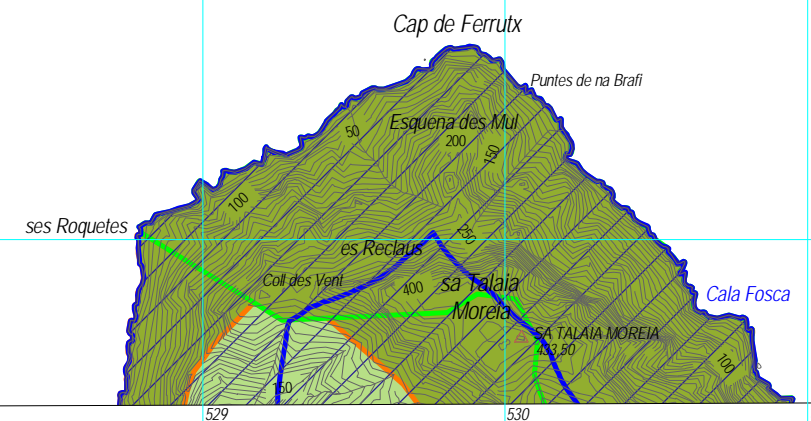 Cap de Ferrutx
Puntes de na Brafi
Esquena des Mul
50
200
150
100
ses Roquetes
250
es Reclaus
Coll des Vent
400
sa Talaia
Moreia
Cala Fosca
SA TALAIA MOREIA
433,50
100
150
529
530